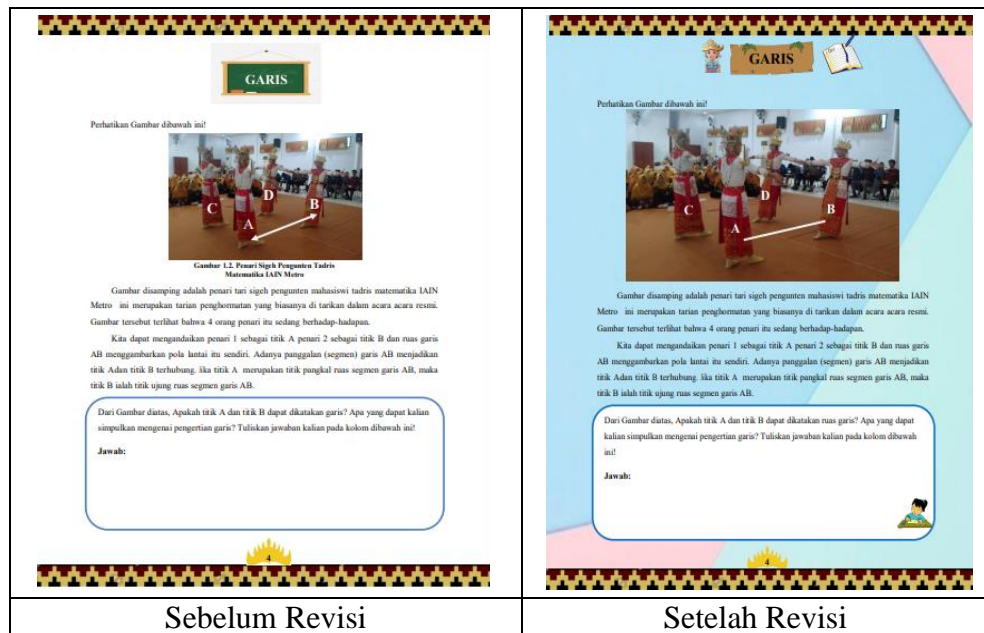 GARIS
Perhatikan Gambar dibawah ini!
C
A
D
B
Gambar 1.2. Penari Sigeh Pengunten Tadris
Matematika IAIN Metro
Gambar disamping adalah penari tari sigeh pengunten mahasiswi tadris matematika IAIN
Metro ini merupakan tarian penghormatan yang biasanya di tarikan dalam acara acara resmi.
Gambar tersebut terlihat bahwa 4 orang penari itu sedang berhadap-hadapan.
Kita dapat mengandaikan penari 1 sebagai titik A penari 2 sebagai titik B dan ruas garis
AB menggambarkan pola lantai itu sendiri. Adanya panggalan (segmen) garis AB menjadikan
titik Adan titik B terhubung. jika titik A merupakan titik pangkal ruas segmen garis AB, maka
titik B ialah titik ujung ruas segmen garis AB.
Dari Gambar diatas, Apakah titik A dan titik B dapat dikatakan garis? Apa yang dapat kalian
simpulkan mengenai pengertian garis? Tuliskan jawaban kalian pada kolom dibawah ini!
Jawab:
4
Sebelum Revisi
GARIS
Perhatikan Gambar dibawah ini!
C
A
D
B
Gambar disamping adalah penari tari sigeh pengunten mahasiswi tadris matematika IAIN
Metro ini merupakan tarian penghormatan yang biasanya di tarikan dalam acara acara resmi.
Gambar tersebut terlihat bahwa 4 orang penari itu sedang berhadap-hadapan.
Kita dapat mengandaikan penari 1 sebagai titik A penari 2 sebagai titik B dan ruas garis
AB menggambarkan pola lantai itu sendiri. Adanya panggalan (segmen) garis AB menjadikan
titik Adan titik B terhubung. jika titik A merupakan titik pangkal ruas segmen garis AB, maka
titik B ialah titik ujung ruas segmen garis AB.
Dari Gambar diatas, Apakah titik A dan titik B dapat dikatakan ruas garis? Apa yang dapat
kalian simpulkan mengenai pengertian garis? Tuliskan jawaban kalian pada kolom dibawah
ini!
Jawab:
4
Setelah Revisi